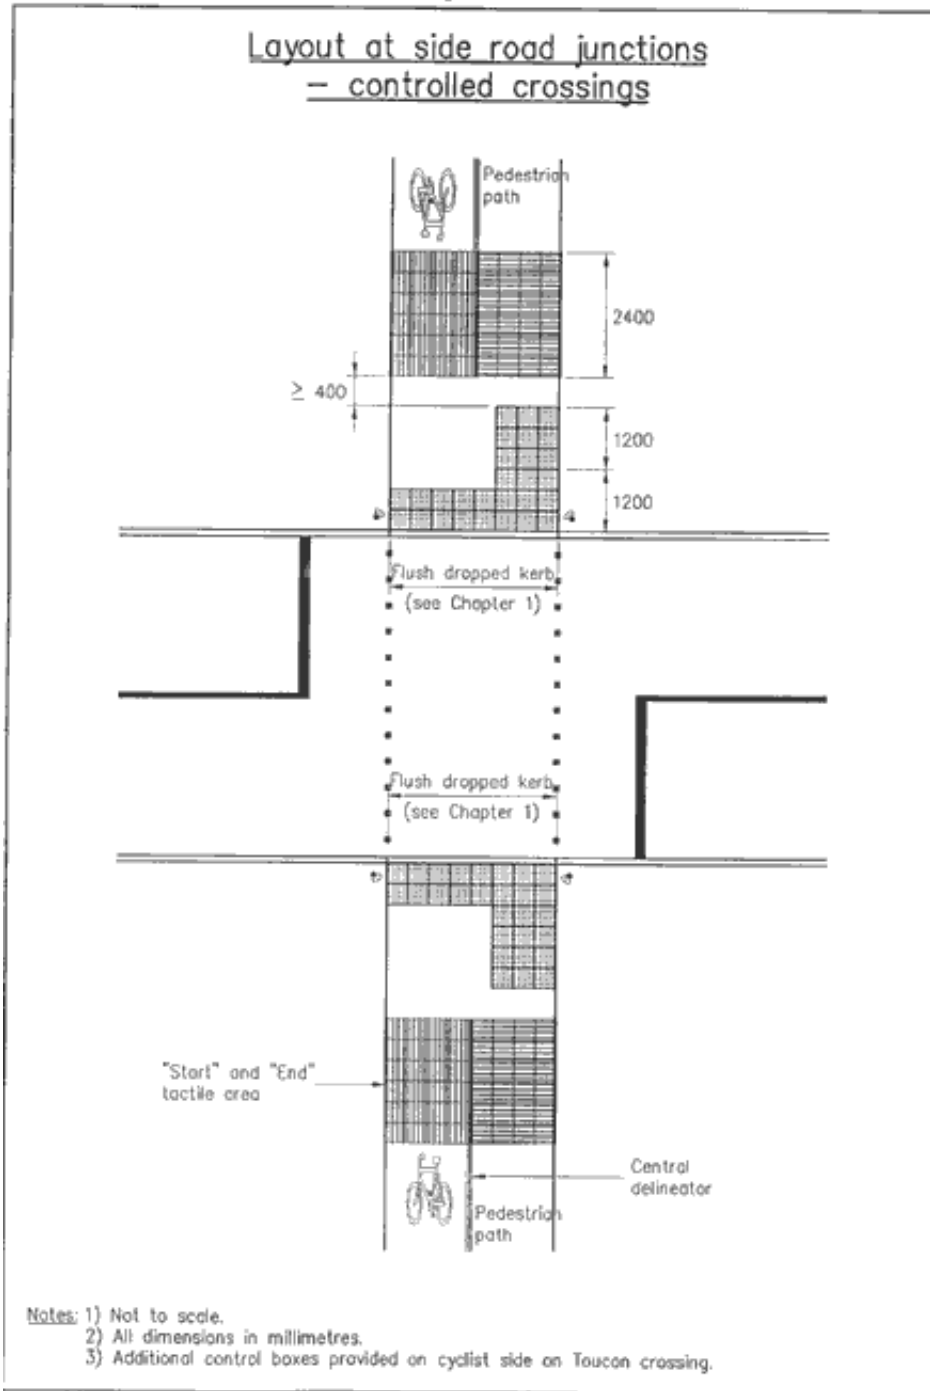 Layout at side road junctions
- controlled crossings
Pedestrian
path
2400
≥ 400
1200
1200
Flush dropped kerb
(see Chapter 1)
Flush dropped kerb
(see Chapter 1)
"Start" and "End"
tactile area
Central
delineator
Pedestrian
path
Notes: 1) Not to scale.
2) All dimensions in millimetres.
3) Additional control boxes provided on cyclist side on Toucan crossing.